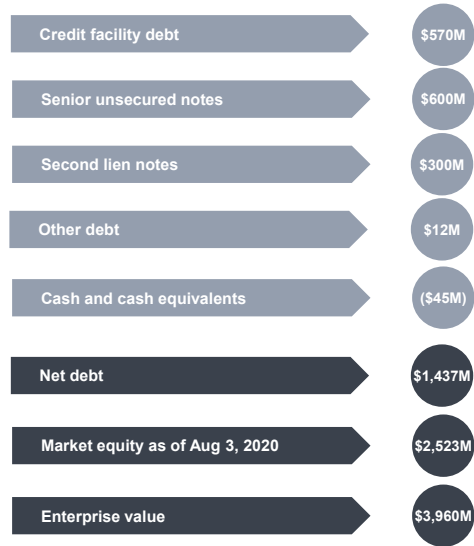 Credit facility debt $570M
Senior unsecured notes $600M
Second lien notes $300M
Other debt $12M
Cash and cash equivalents ($45M)
Net debt $1,437M
Market equity as of Aug 3, 2020 $2,523M
Enterprise value $3,960M